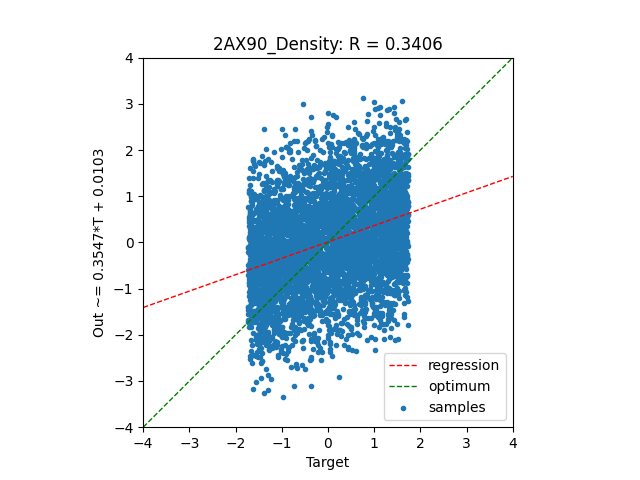 2AX90_Density: R = 0.3406
Out ~= 0.3547*T + 0.0103
4
3
2
1
0
−1
−2
−3
−4
−4 −3 −2 −1 0 1 2 3 4
Target
regression
optimum
samples